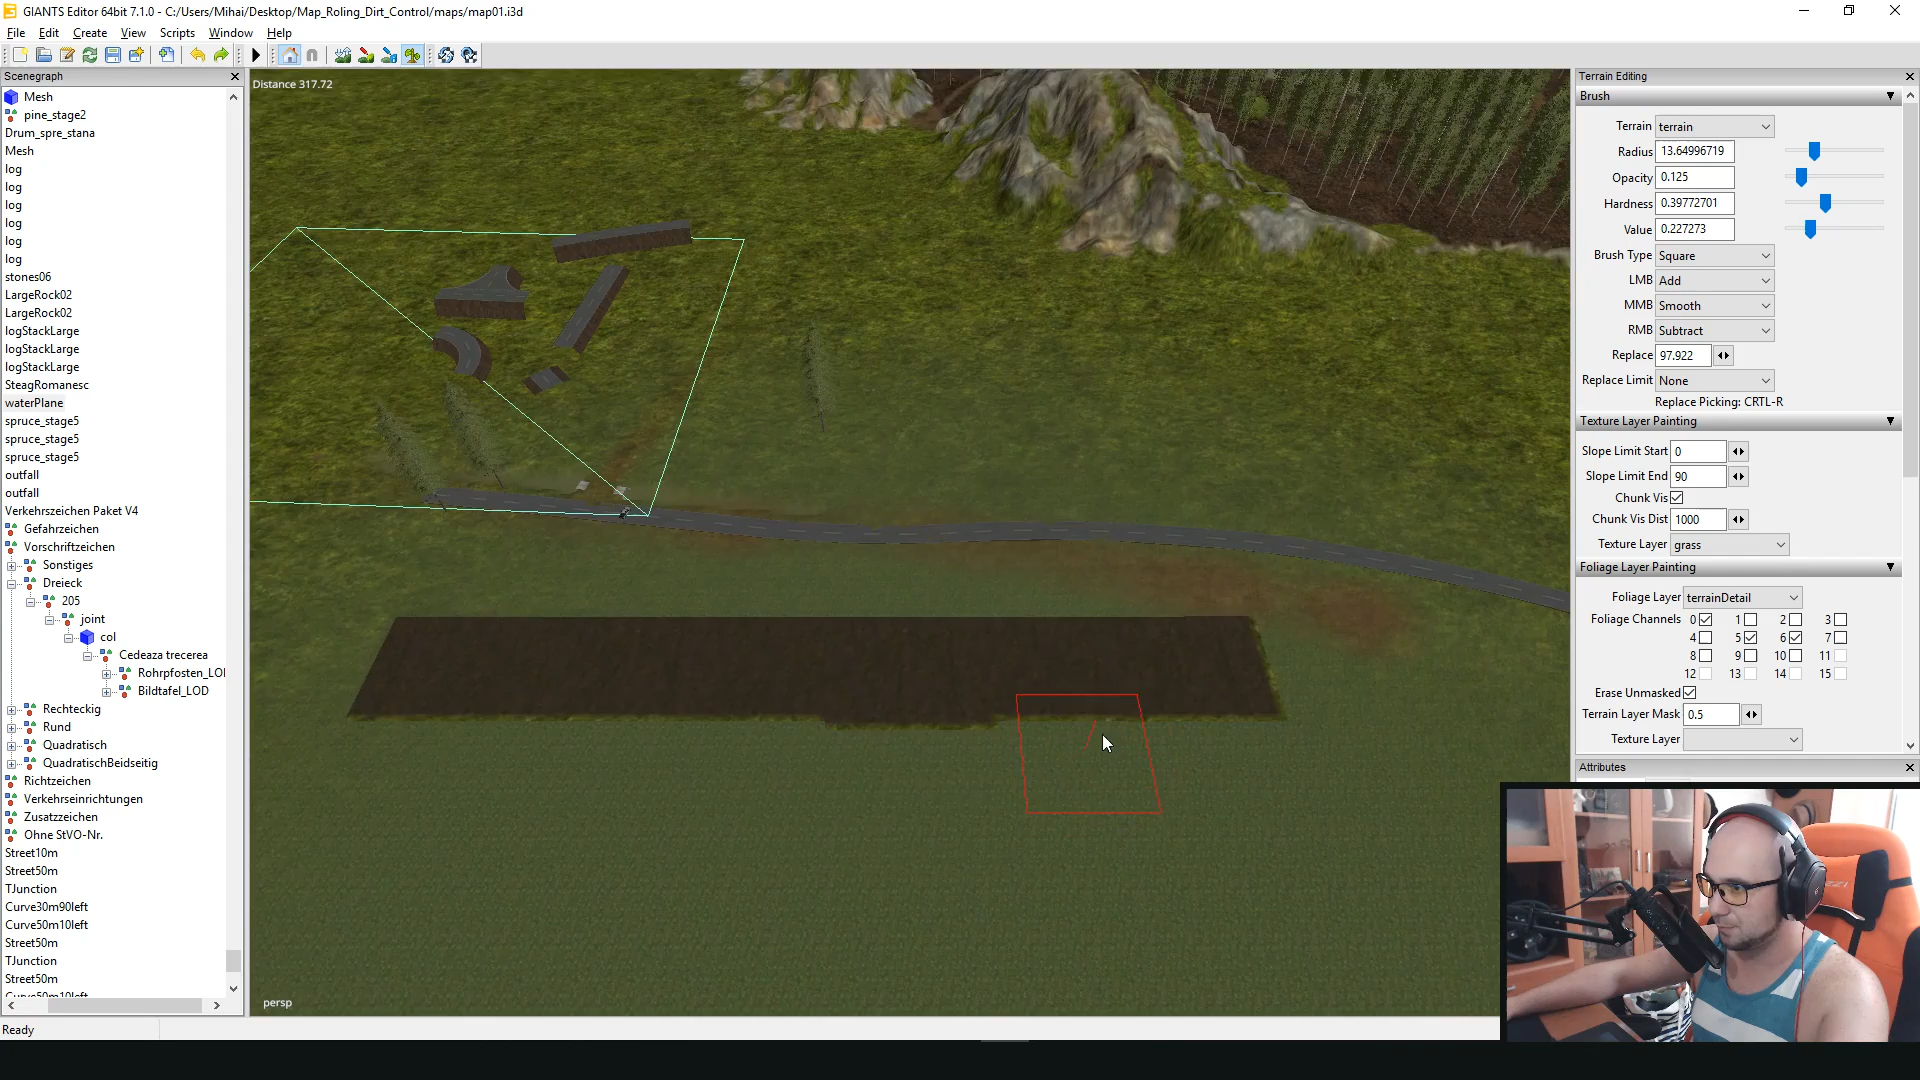 GIANTS Editor 64bit 7.1.0 - C:/Users/Mihai/Desktop/Map_Roling_Dirt_Control/maps/map01.i3d
File Edit Create View Scripts Window Help
Scenegraph
Mesh
pine_stage2
Drum_spre_stana
Mesh
log
log
log
log
log
log
stones06
LargeRock02
LargeRock02
logStackLarge
logStackLarge
logStackLarge
SteagRomanesc
waterPlane
spruce_stage5
spruce_stage5
spruce_stage5
outfall
outfall
Verkehrszeichen Paket V4
Gefahrzeichen
Vorschriftzeichen
Sonstiges
Dreieck
205
joint
col
Cedeaza trecerea
Rohrpfosten_LO
Bildtafel_LOD
Rechteckig
Rund
Quadratisch
QuadratischBeidseitig
Richtzeichen
Verkehrseinrichtungen
Zusatzzeichen
Ohne StVO-Nr.
Street10m
Street50m
TJunction
Curve30m90left
Curve50m10left
Street50m
TJunction
Street50m
Curve50m10left
Ready
Distance 317.72
persp
Terrain Editing
Brush
Terrain terrain
Radius 13.64996719
Opacity 0.125
Hardness 0.39772701
Value 0.227273
Brush Type Square
LMB Add
MMB Smooth
RMB Subtract
Replace 97.922
Replace Limit None
Replace Picking: CRTL-R
Texture Layer Painting
Slope Limit Start 0
Slope Limit End 90
Chunk Vis
Chunk Vis Dist 1000
Texture Layer grass
Foliage Layer Painting
Foliage Layer terrainDetail
Foliage Channels 0 1 2 3
4 5 6 7
8 9 10 11
12 13 14 15
Erase Unmasked
Terrain Layer Mask 0.5
Texture Layer
Attributes